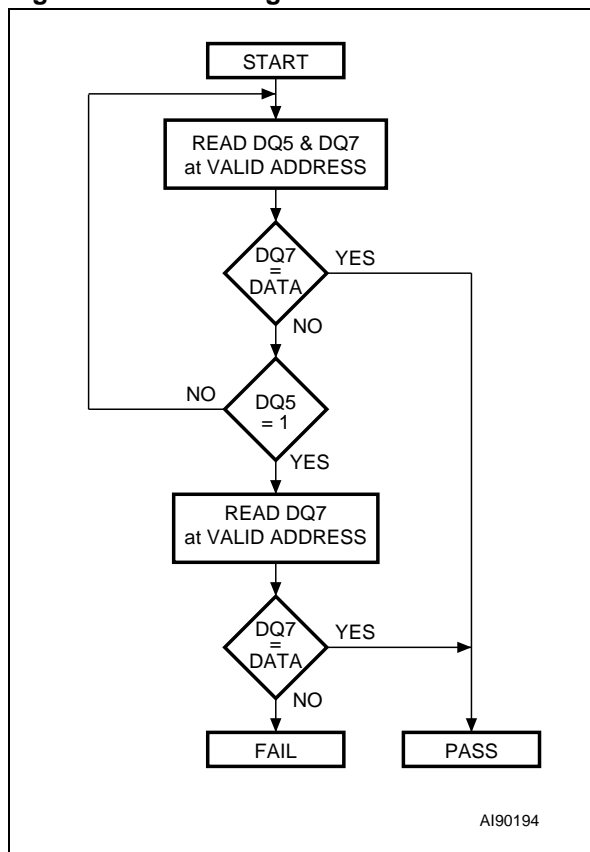 START
READ DQ5 & DQ7
at VALID ADDRESS
DQ7
=
DATA
YES
NO
NO
DQ5
= 1
YES
READ DQ7
at VALID ADDRESS
DQ7
=
DATA
YES
NO
FAIL
PASS
AI90194